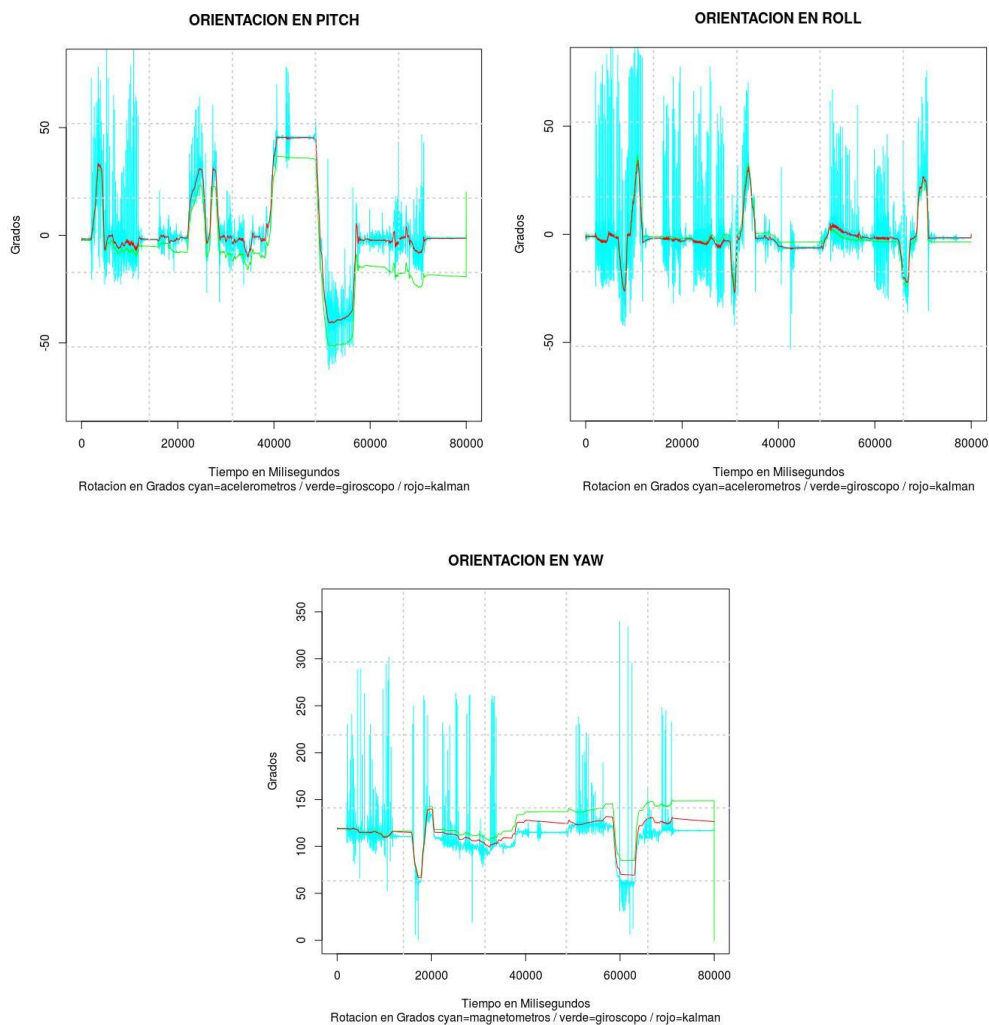 ORIENTACION EN PITCH
Grados
50
0
-50
0 20000 40000 60000 80000
Tiempo en Milisegundos
Rotacion en Grados cyan=acelerometros / verde=giroscopo / rojo=kalman
ORIENTACION EN ROLL
Grados
50
0
-50
0 20000 40000 60000 80000
Tiempo en Milisegundos
Rotacion en Grados cyan=acelerometros / verde=giroscopo / rojo=kalman
ORIENTACION EN YAW
Grados
350
300
250
200
150
100
50
0
0 20000 40000 60000 80000
Tiempo en Milisegundos
Rotacion en Grados cyan=magnetometros / verde=giroscopo / rojo=kalman